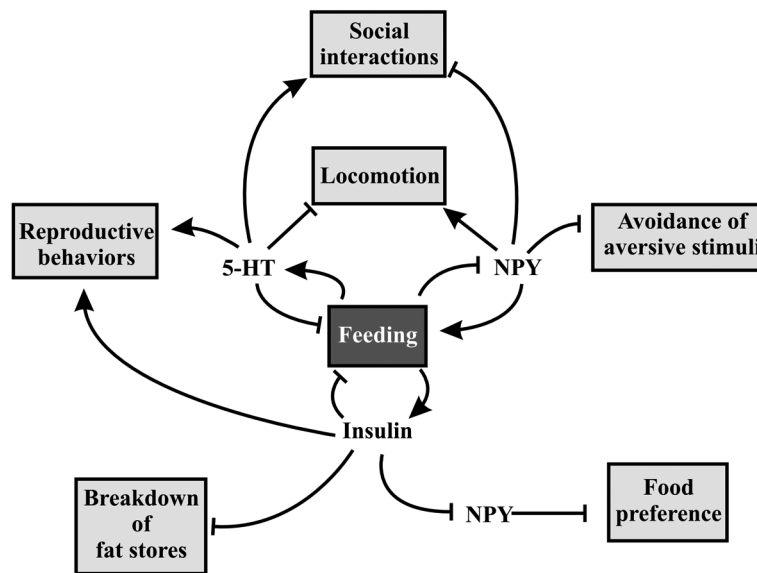 Social
interactions
Locomotion
Reproductive
behaviors
Avoidance of
aversive stimuli
5-HT
NPY
Feeding
Insulin
Breakdown
of
fat stores
NPY
Food
preference